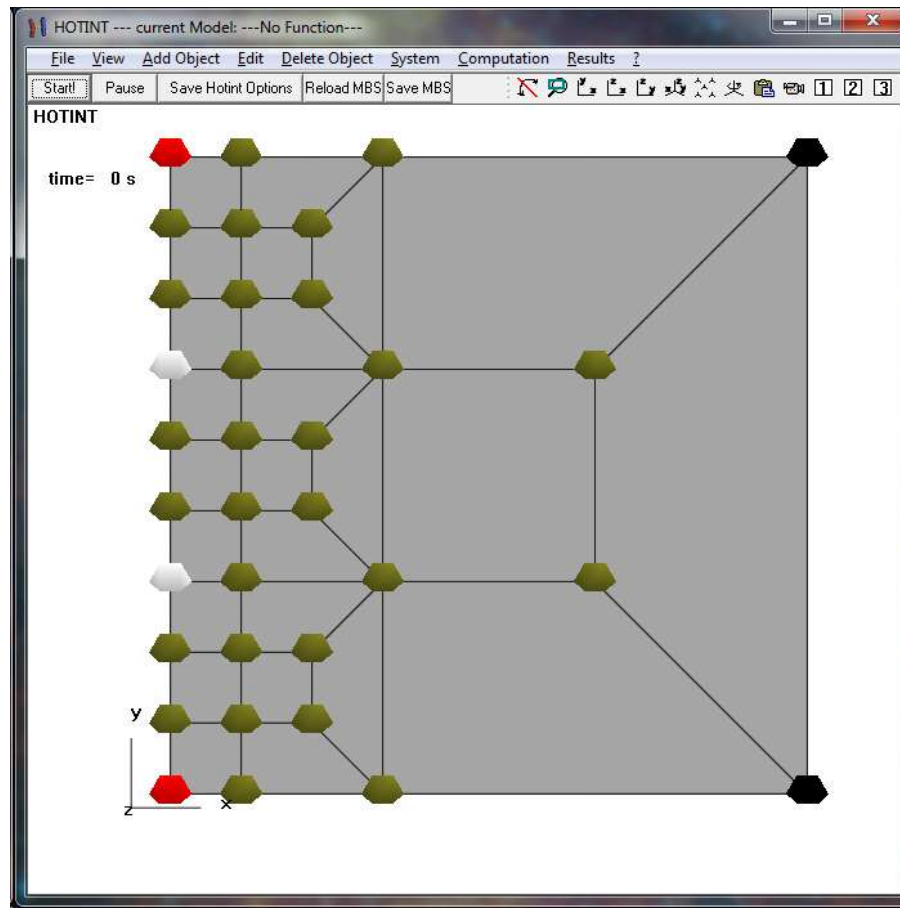 HOTINT --- current Model: ---No Function---
File View Add Object Edit Delete Object System Computation Results ?
Start! Pause Save Hotint Options Reload MBS Save MBS 1 2 3
HOTINT
time= 0 s
y
z x